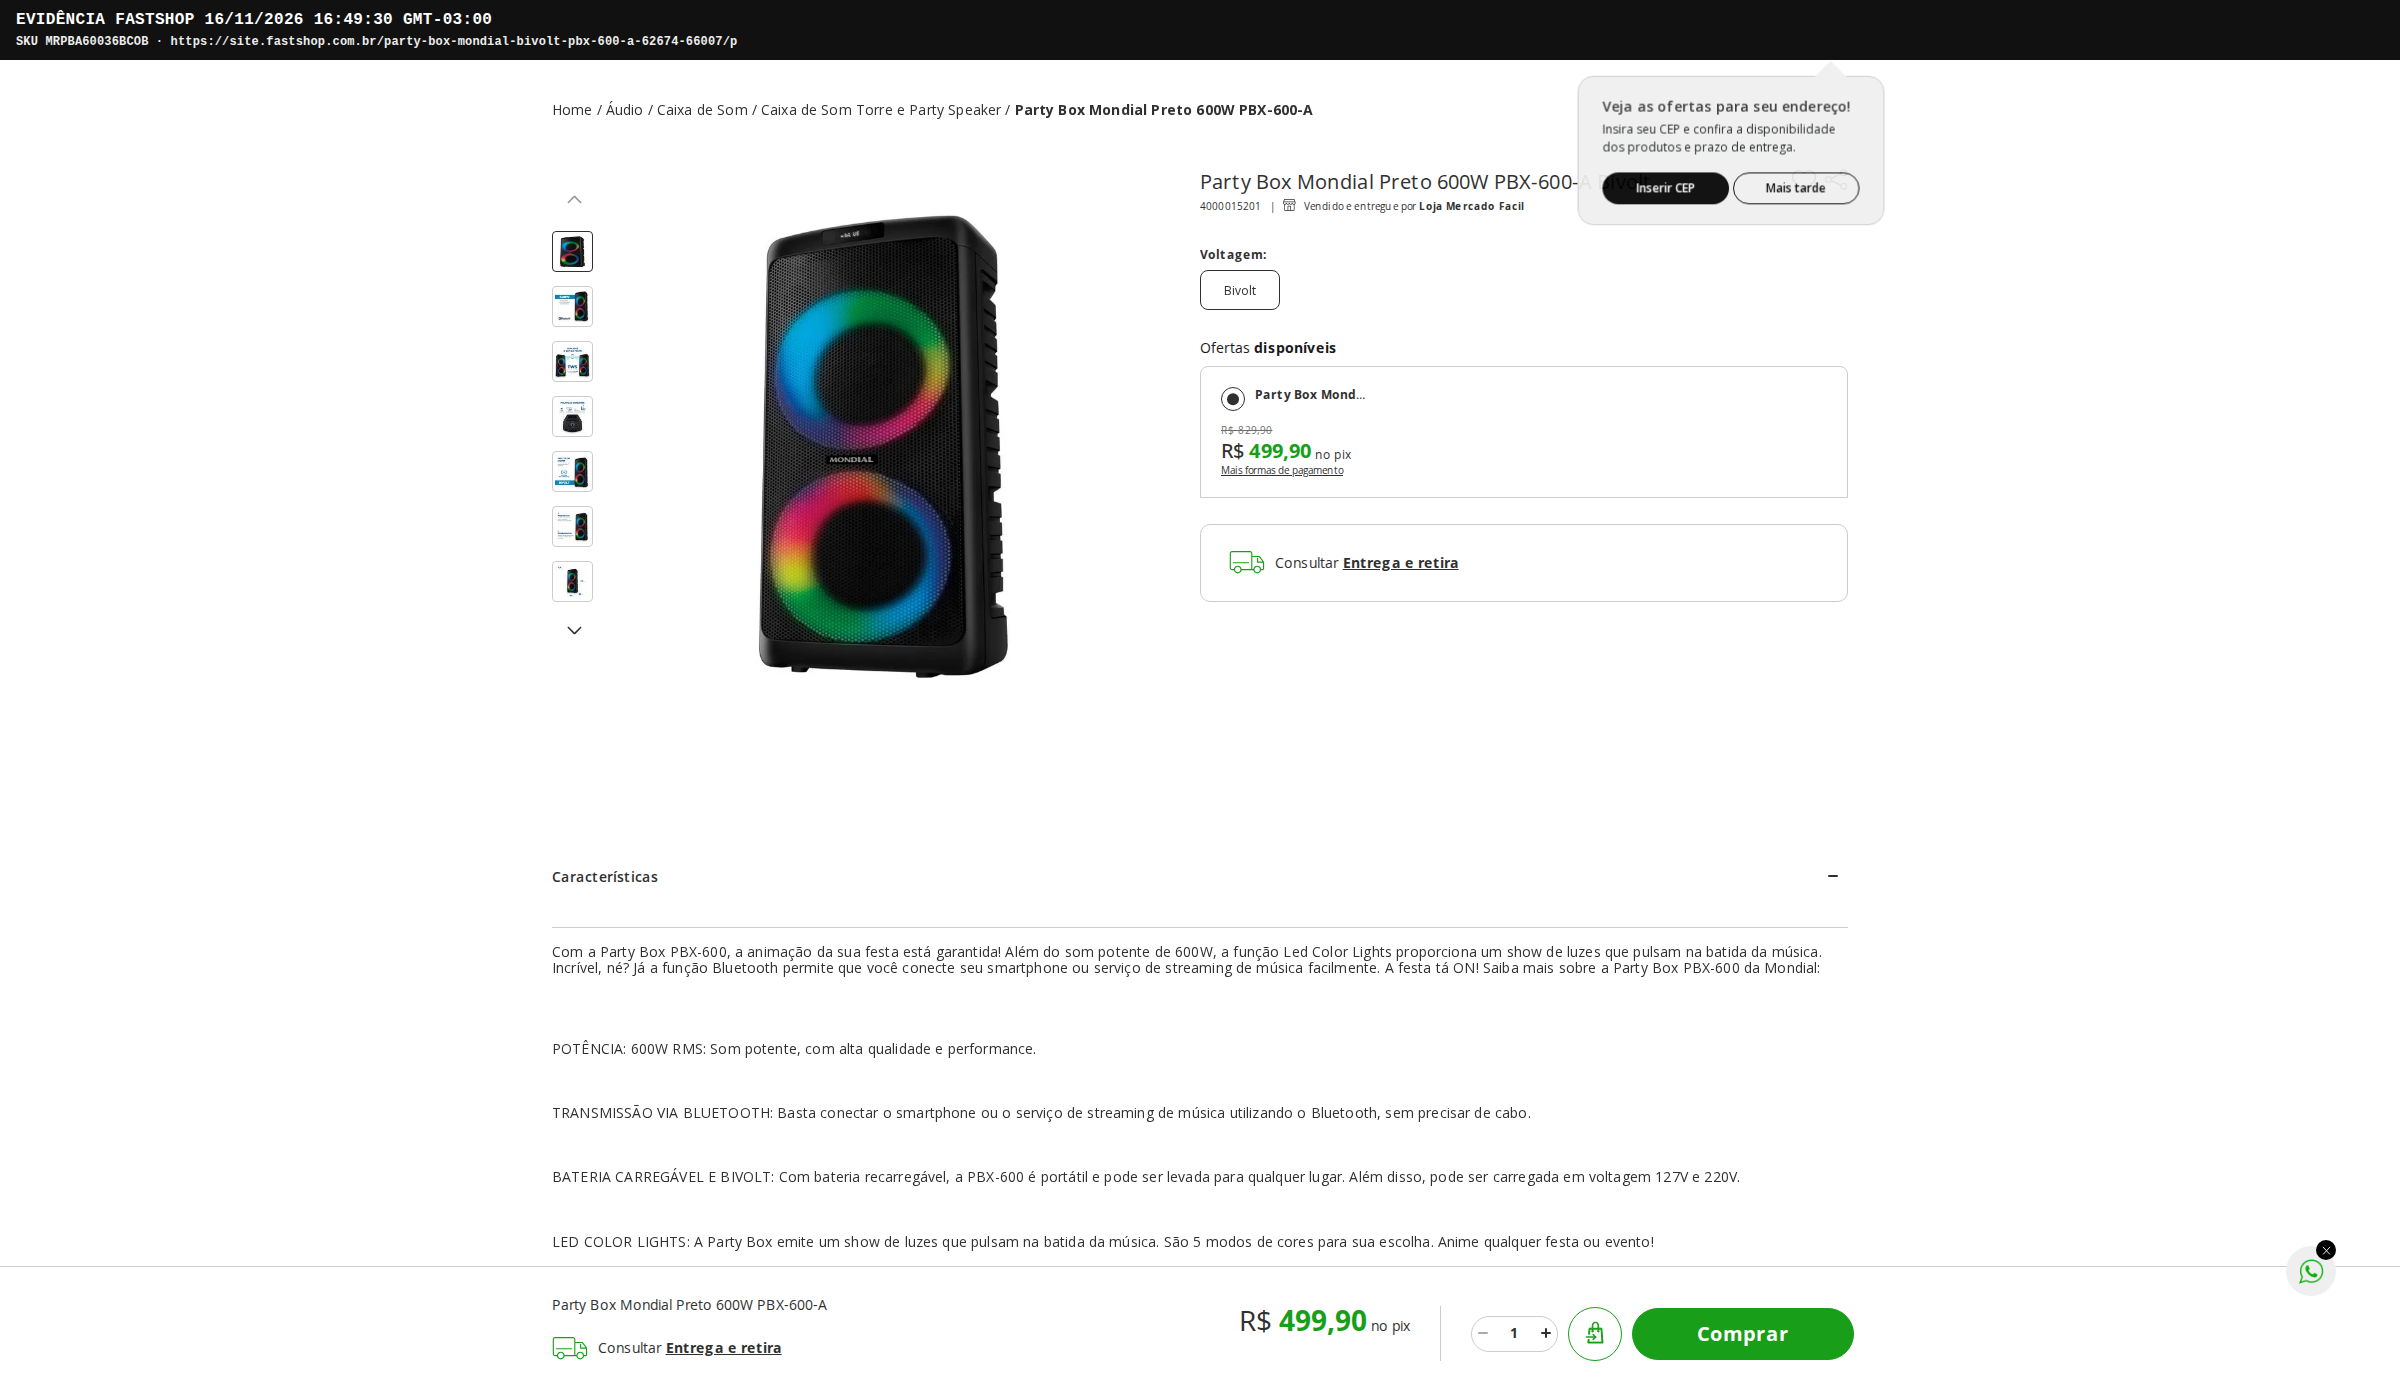 EVIDÊNCIA FASTSHOP 16/11/2026 16:49:30 GMT-03:00
SKU MRPBA60036BCOB · https://site.fastshop.com.br/party-box-mondial-bivolt-pbx-600-a-62674-66007/p
Home / Áudio / Caixa de Som / Caixa de Som Torre e Party Speaker / Party Box Mondial Preto 600W PBX-600-A
Veja as ofertas para seu endereço!
Insira seu CEP e confira a disponibilidade
dos produtos e prazo de entrega.
Inserir CEP
Mais tarde
Party Box Mondial Preto 600W PBX-600-A Bivolt
4000015201 | Vendido e entregue por Loja Mercado Facil
Voltagem:
Bivolt
Ofertas disponíveis
Party Box Mond...
R$ 829,90
R$ 499,90 no pix
Mais formas de pagamento
Consultar Entrega e retira
MONDIAL
Características
Com a Party Box PBX-600, a animação da sua festa está garantida! Além do som potente de 600W, a função Led Color Lights proporciona um show de luzes que pulsam na batida da música.
Incrível, né? Já a função Bluetooth permite que você conecte seu smartphone ou serviço de streaming de música facilmente. A festa tá ON! Saiba mais sobre a Party Box PBX-600 da Mondial:
POTÊNCIA: 600W RMS: Som potente, com alta qualidade e performance.
TRANSMISSÃO VIA BLUETOOTH: Basta conectar o smartphone ou o serviço de streaming de música utilizando o Bluetooth, sem precisar de cabo.
BATERIA CARREGÁVEL E BIVOLT: Com bateria recarregável, a PBX-600 é portátil e pode ser levada para qualquer lugar. Além disso, pode ser carregada em voltagem 127V e 220V.
LED COLOR LIGHTS: A Party Box emite um show de luzes que pulsam na batida da música. São 5 modos de cores para sua escolha. Anime qualquer festa ou evento!
Party Box Mondial Preto 600W PBX-600-A
Consultar Entrega e retira
R$ 499,90 no pix
1
Comprar